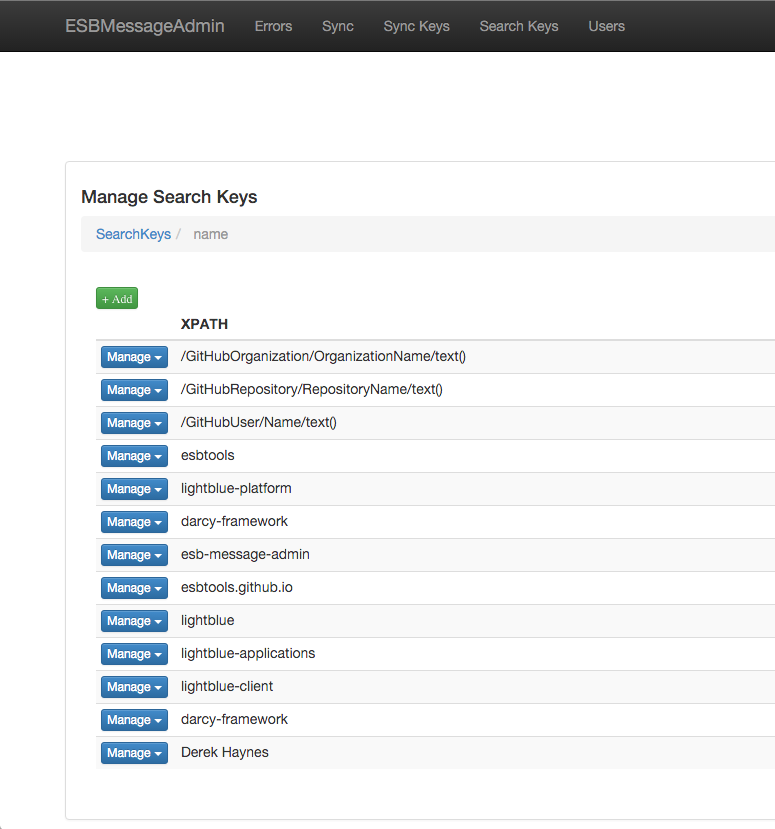 ESBMessageAdmin Errors Sync Sync Keys Search Keys Users
Manage Search Keys
SearchKeys / name
+ Add
XPATH
Manage /GitHubOrganization/OrganizationName/text()
Manage /GitHubRepository/RepositoryName/text()
Manage /GitHubUser/Name/text()
Manage esbtools
Manage lightblue-platform
Manage darcy-framework
Manage esb-message-admin
Manage esbtools.github.io
Manage lightblue
Manage lightblue-applications
Manage lightblue-client
Manage darcy-framework
Manage Derek Haynes